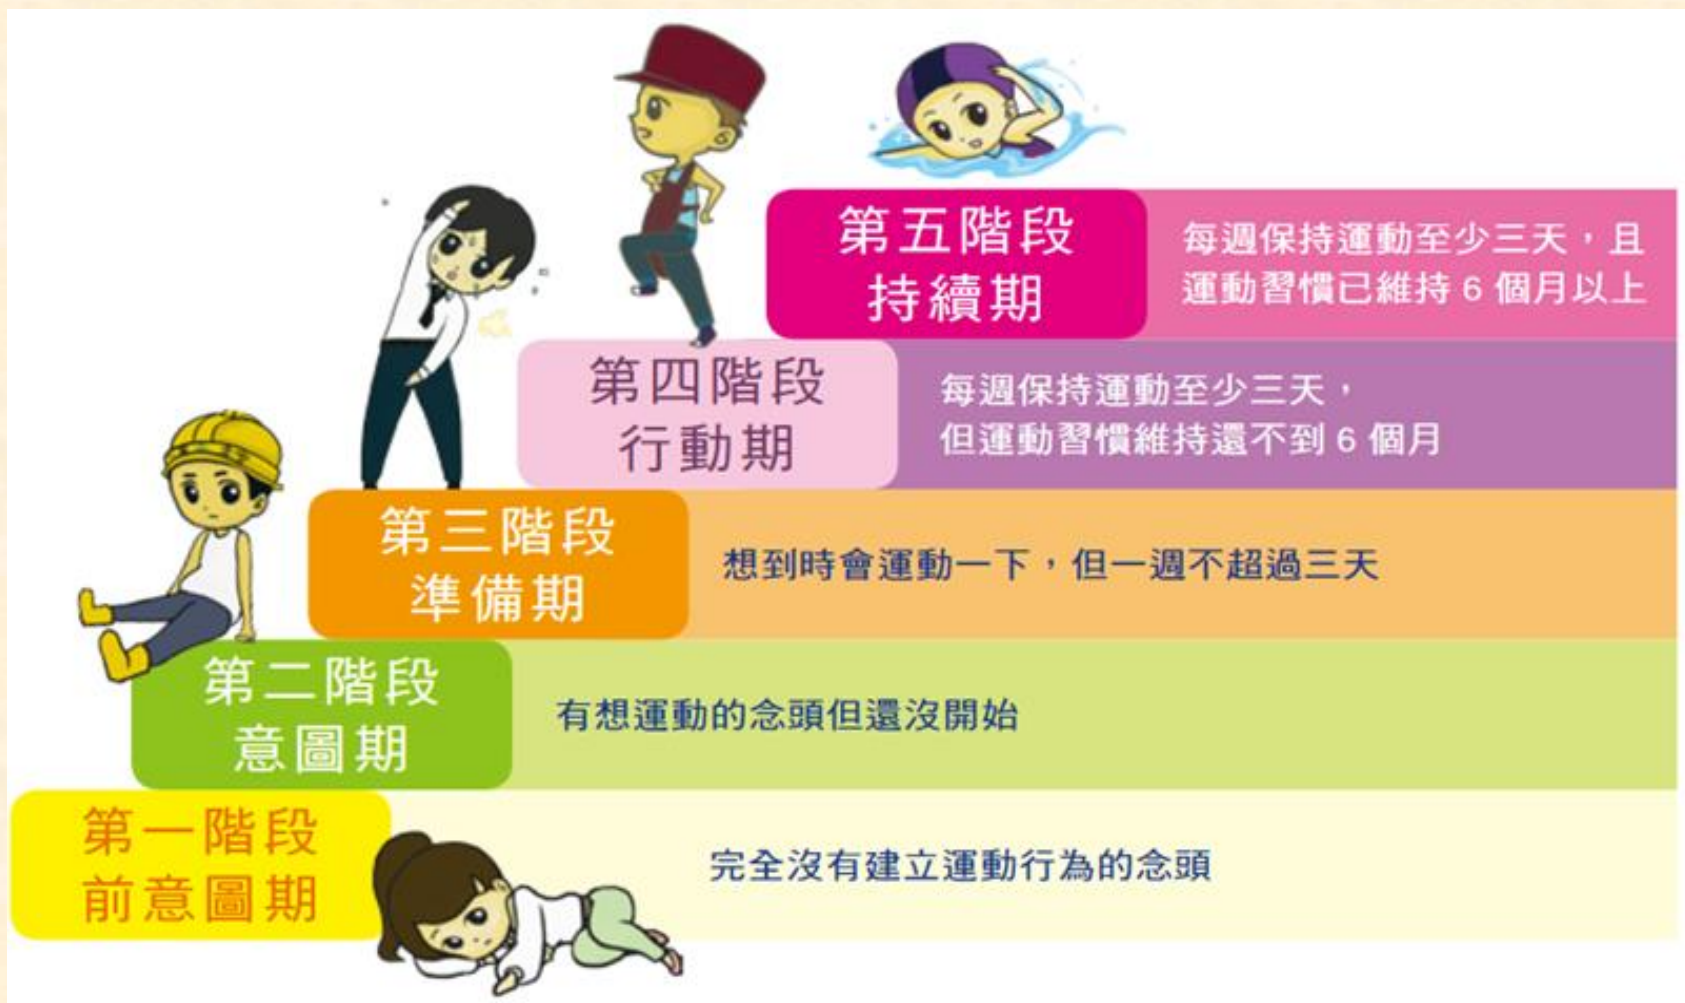 第五階段
持續期
每週保持運動至少三天，且
運動習慣已維持 6 個月以上
第四階段
行動期
每週保持運動至少三天，
但運動習慣維持還不到 6 個月
第三階段
準備期
想到時會運動一下，但一週不超過三天
第二階段
意圖期
有想運動的念頭但還沒開始
第一階段
前意圖期
完全沒有建立運動行為的念頭